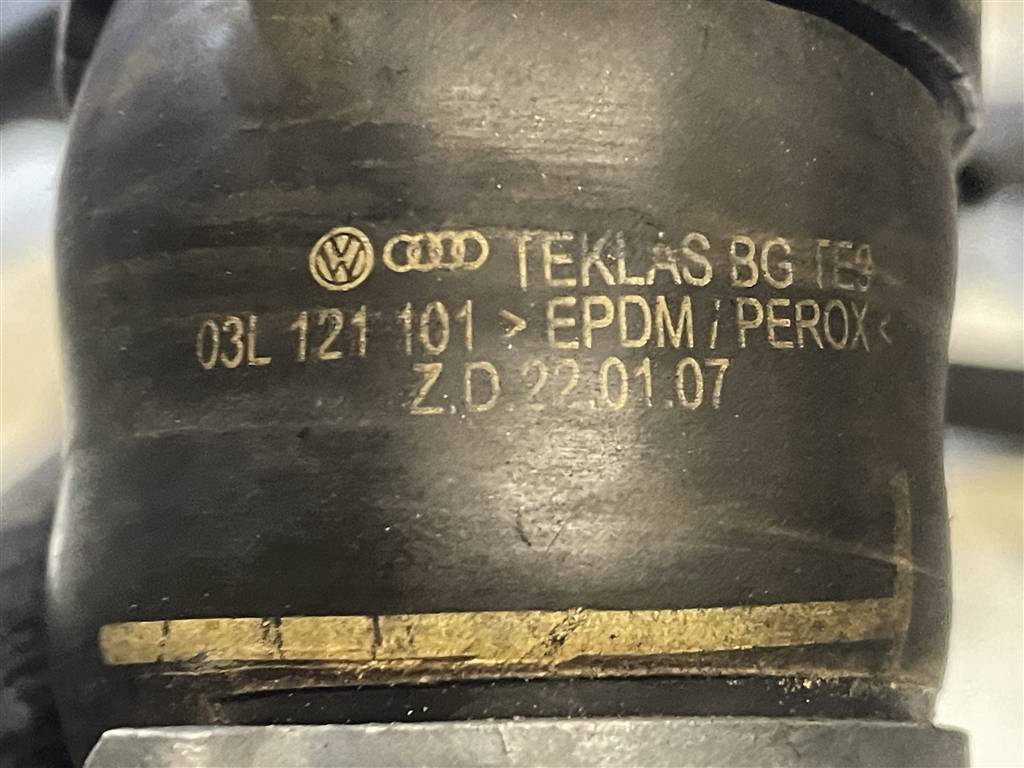 TEKLAS BG TE9
03L 121 101 > EPDM / PEROX <
Z.D 22.01.07